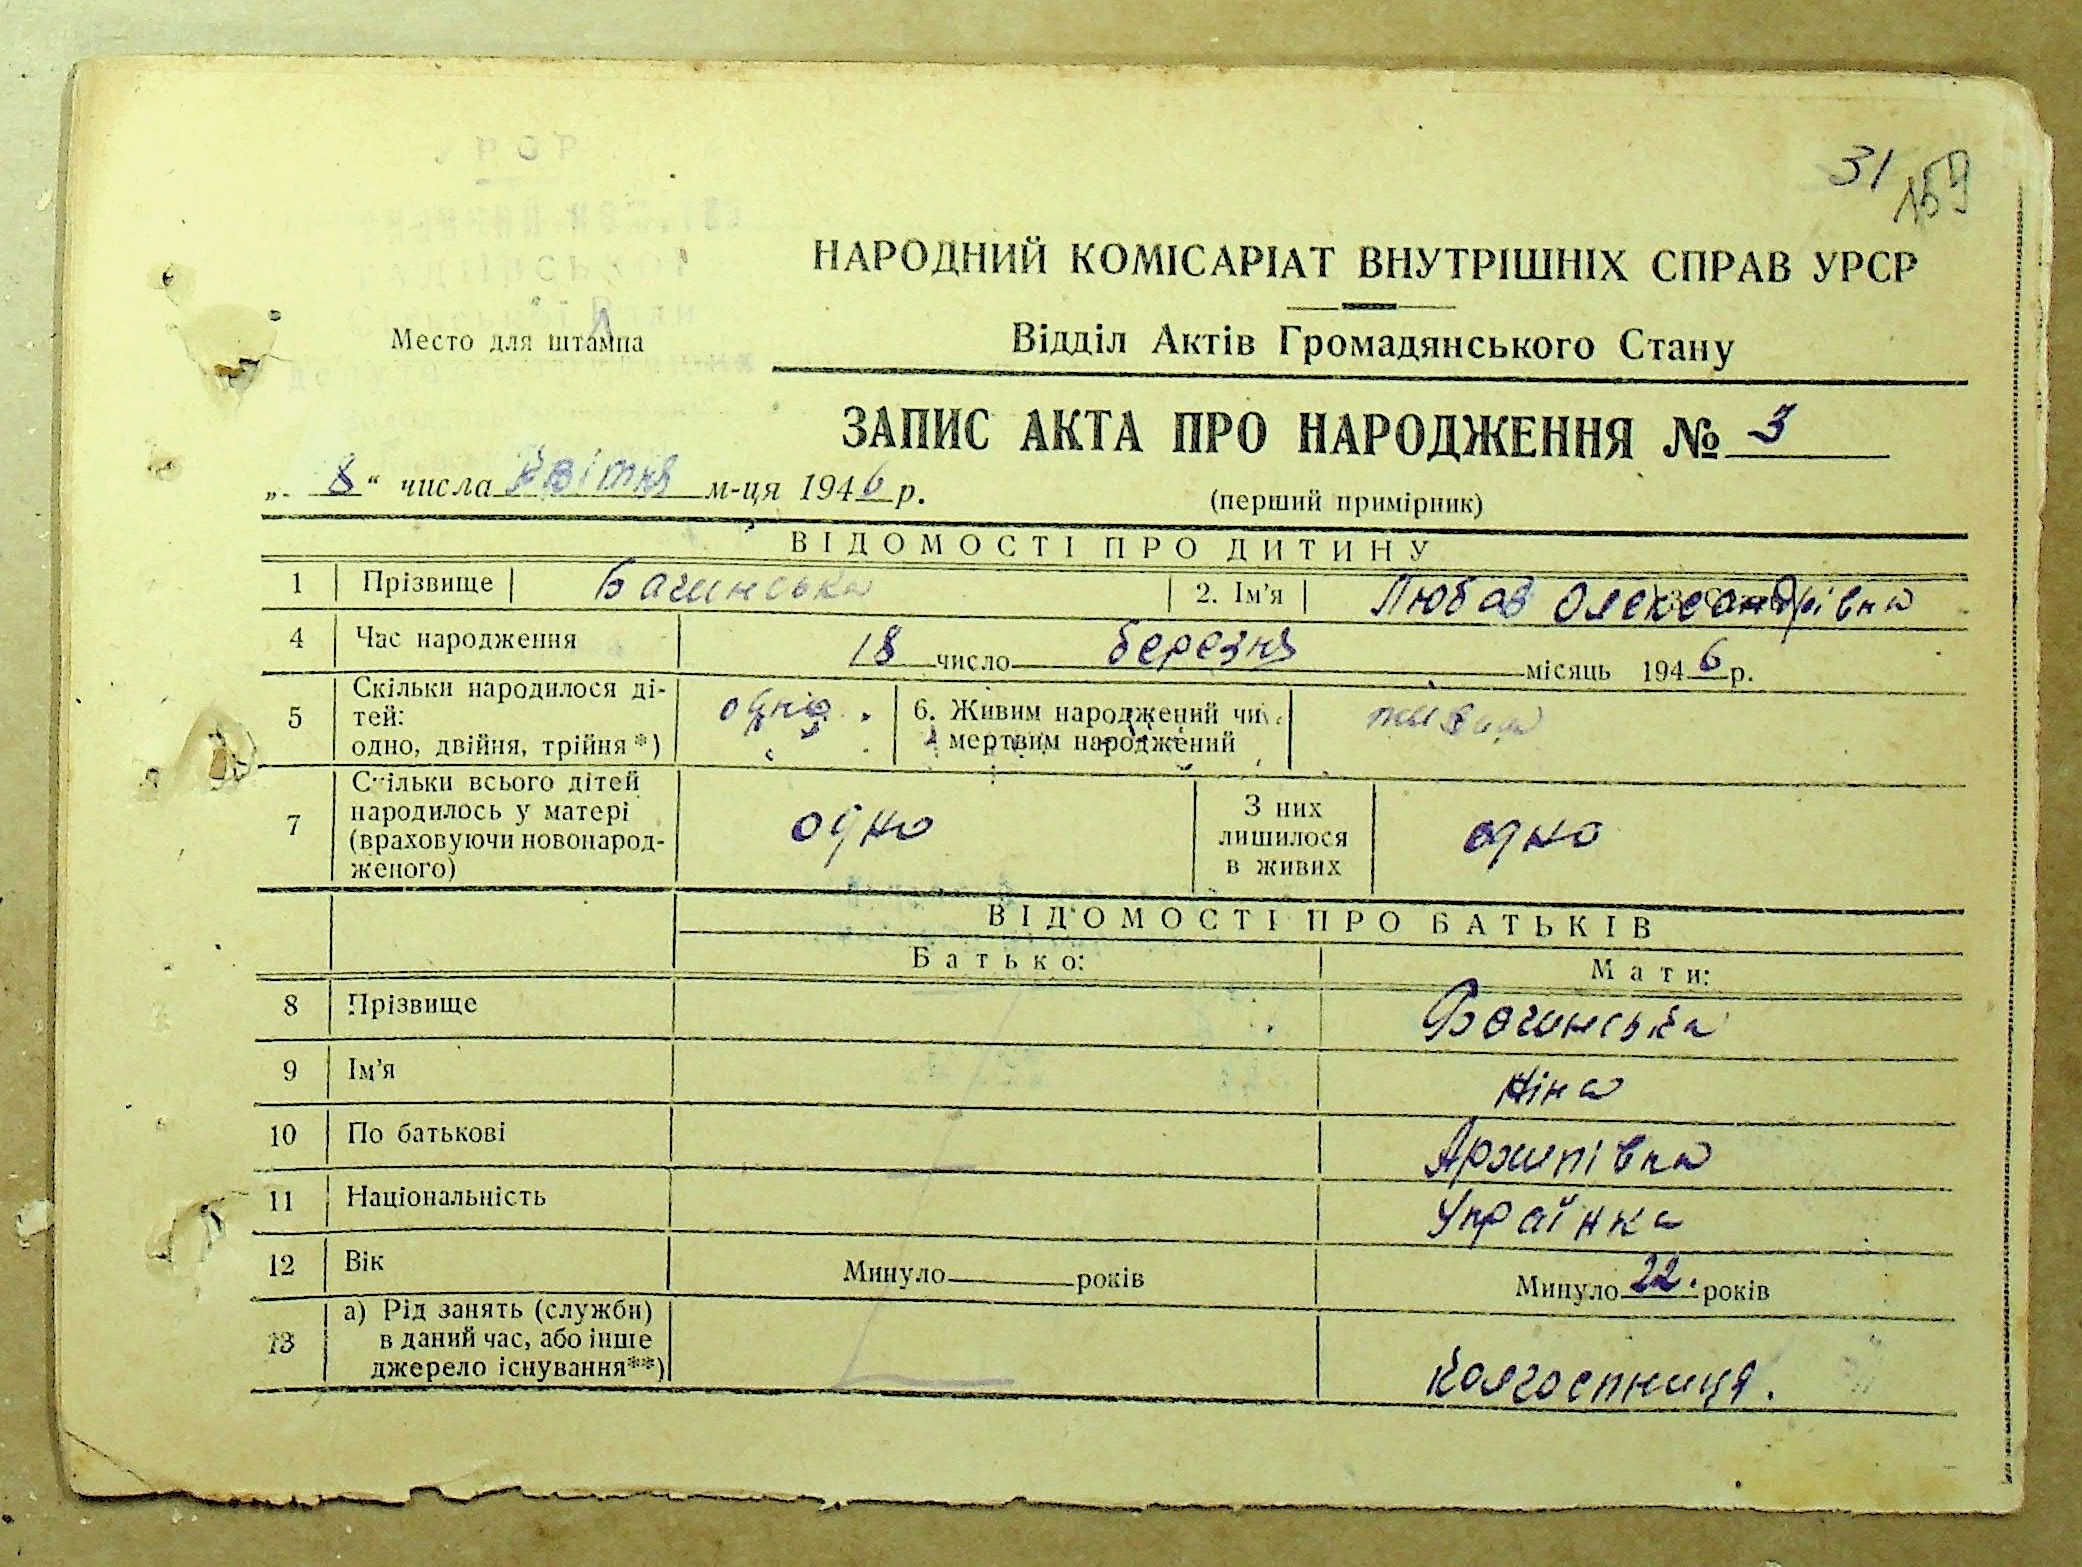 31
159
НАРОДНИЙ КОМІСАРІАТ ВНУТРІШНІХ СПРАВ УРСР
Место для штампа
Відділ Актів Громадянського Стану
ЗАПИС АКТА ПРО НАРОДЖЕННЯ № 3
„ 8 “ числа квітня м-ця 1946 р.
(перший примірник)
ВІДОМОСТІ ПРО ДИТИНУ
1 Прізвище Бачинська 2. Ім'я Любов Олександрівна
4 Час народження 18 число березня місяць 1946 р.
5 Скільки народилося ді-
тей:
одно, двійня, трійня*)
одно.
6. Живим народжений чи
мертвим народжений
живим
7 Скільки всього дітей
народилось у матері
(враховуючи новонарод-
женого)
одно
З них
лишилося
в живих
одно
ВІДОМОСТІ ПРО БАТЬКІВ
Батько: Мати:
8 Прізвище Бачинська
9 Ім'я Ніна
10 По батькові Архипівна
11 Національність Українка
12 Вік Минуло років Минуло 22. років
13 а) Рід занять (служби)
в даний час, або інше
джерело існування**)
Колгоспниця.